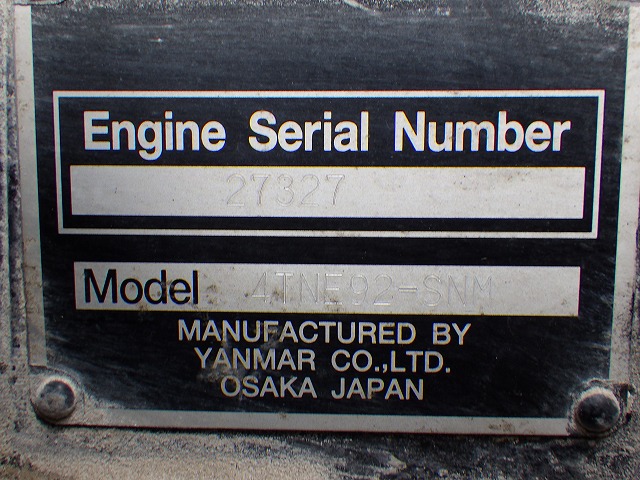 Engine Serial Number
27327
Model 4TNE92-SNM
MANUFACTURED BY
YANMAR CO.,LTD.
OSAKA JAPAN